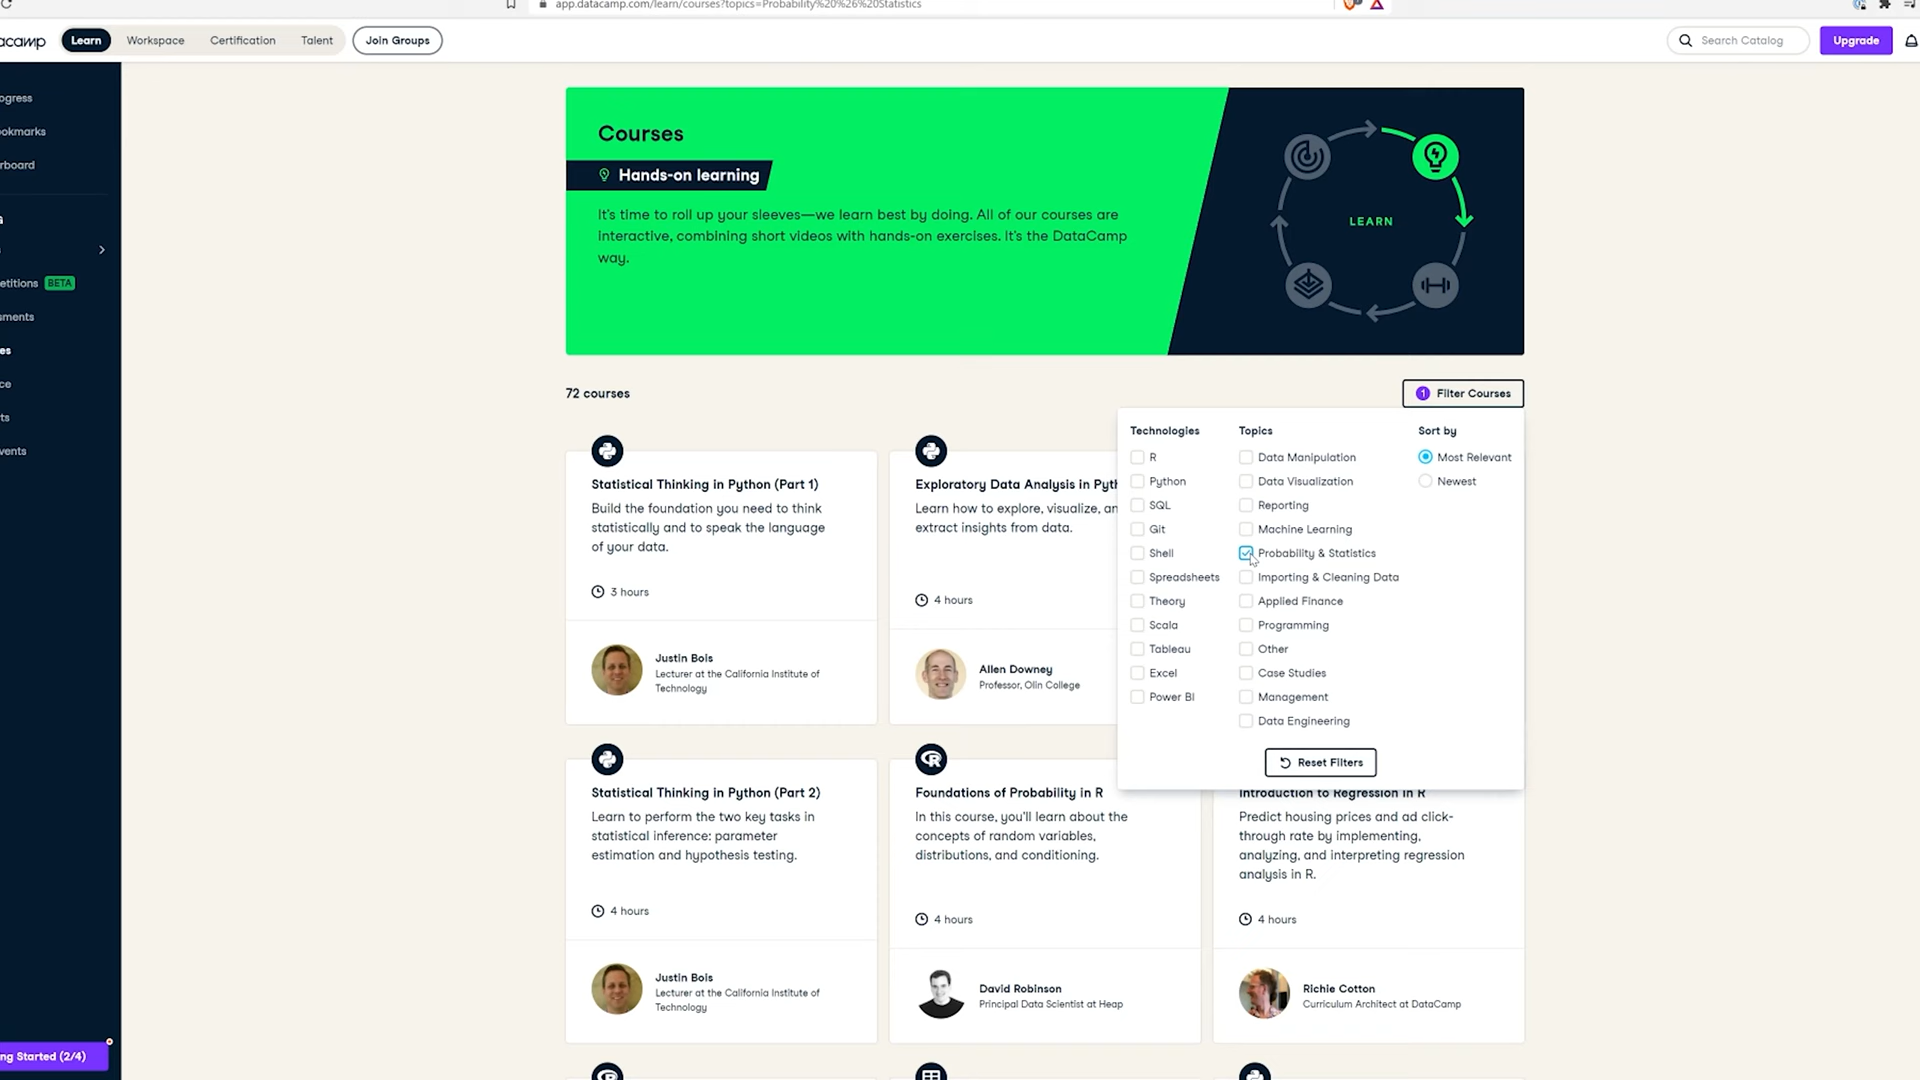 app.datacamp.com/learn/courses?topics=Probability%20%26%20Statistics
acamp
Learn
Workspace
Certification
Talent
Join Groups
Search Catalog
Upgrade
ogress
okmarks
rboard
G
etitions BETA
sments
es
ce
ts
vents
ng Started (2/4)
Courses
Hands-on learning
It's time to roll up your sleeves—we learn best by doing. All of our courses are
interactive, combining short videos with hands-on exercises. It's the DataCamp
way.
LEARN
72 courses
1 Filter Courses
Technologies
R
Python
SQL
Git
Shell
Spreadsheets
Theory
Scala
Tableau
Excel
Power BI
Topics
Data Manipulation
Data Visualization
Reporting
Machine Learning
Probability & Statistics
Importing & Cleaning Data
Applied Finance
Programming
Other
Case Studies
Management
Data Engineering
Sort by
Most Relevant
Newest
Reset Filters
Statistical Thinking in Python (Part 1)
Build the foundation you need to think
statistically and to speak the language
of your data.
3 hours
Justin Bois
Lecturer at the California Institute of
Technology
Exploratory Data Analysis in Pyth
Learn how to explore, visualize, an
extract insights from data.
4 hours
Allen Downey
Professor, Olin College
Statistical Thinking in Python (Part 2)
Learn to perform the two key tasks in
statistical inference: parameter
estimation and hypothesis testing.
4 hours
Justin Bois
Lecturer at the California Institute of
Technology
Foundations of Probability in R
In this course, you'll learn about the
concepts of random variables,
distributions, and conditioning.
4 hours
David Robinson
Principal Data Scientist at Heap
Introduction to Regression in R
Predict housing prices and ad click-
through rate by implementing,
analyzing, and interpreting regression
analysis in R.
4 hours
Richie Cotton
Curriculum Architect at DataCamp